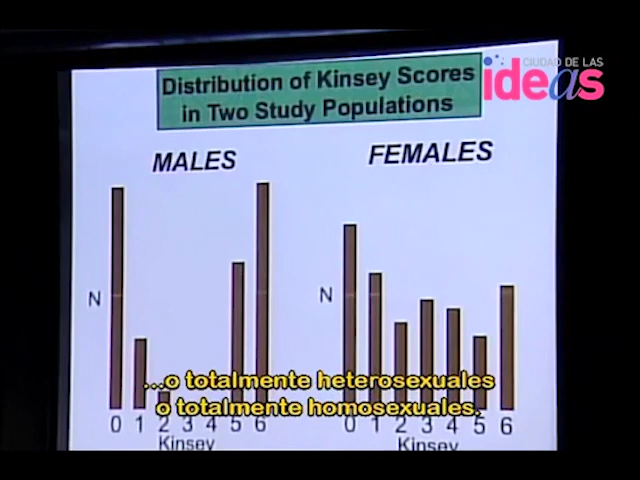 CIUDAD DE LAS
ideas
Distribution of Kinsey Scores
in Two Study Populations
MALES
FEMALES
N
N
...o totalmente heterosexuales
o totalmente homosexuales.
0 1 2 3 4 5 6
0 1 2 3 4 5 6
Kinsey
Kinsey